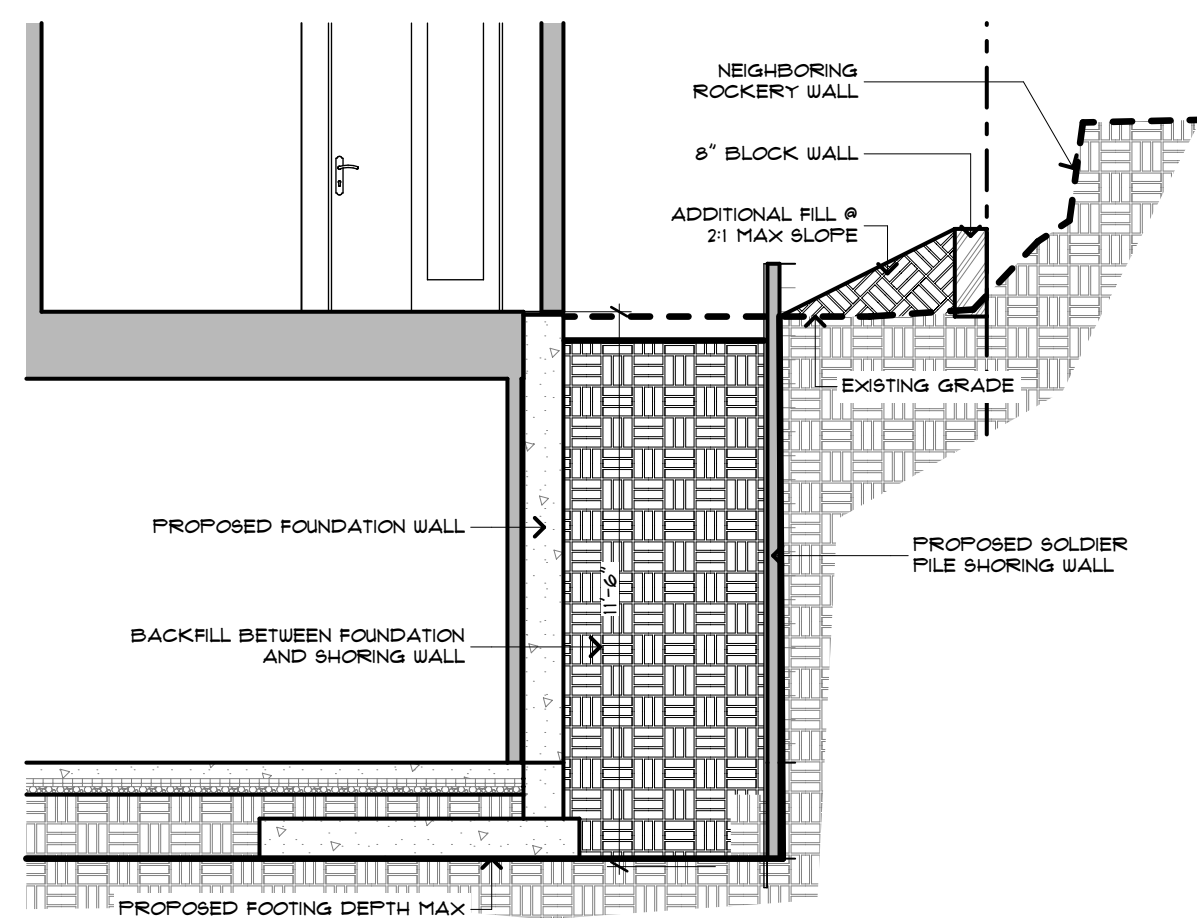 NEIGHBORING
ROCKERY WALL
8" BLOCK WALL
ADDITIONAL FILL @
2:1 MAX SLOPE
EXISTING GRADE
PROPOSED FOUNDATION WALL
PROPOSED SOLDIER
PILE SHORING WALL
11'-6"
BACKFILL BETWEEN FOUNDATION
AND SHORING WALL
PROPOSED FOOTING DEPTH MAX